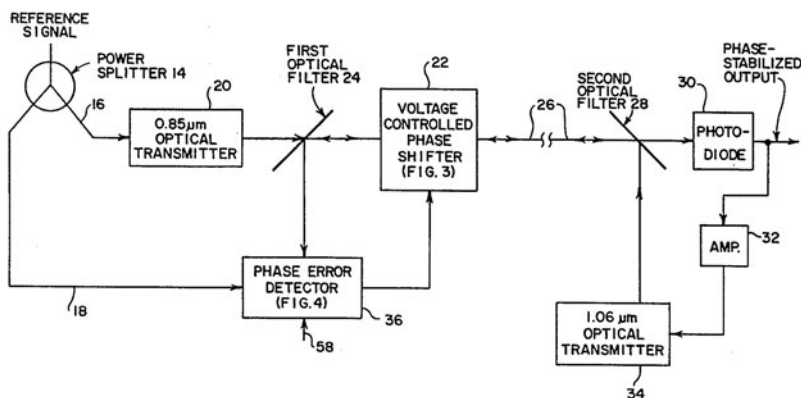 REFERENCE
SIGNAL
POWER
SPLITTER 14
16
20
0.85μm
OPTICAL
TRANSMITTER
FIRST
OPTICAL
FILTER 24
22
VOLTAGE
CONTROLLED
PHASE
SHIFTER
(FIG. 3)
26
SECOND
OPTICAL
FILTER 28
30
PHOTO-
DIODE
PHASE-
STABILIZED
OUTPUT
32
AMP.
18
PHASE ERROR
DETECTOR
(FIG. 4)
36
58
1.06 μm
OPTICAL
TRANSMITTER
34